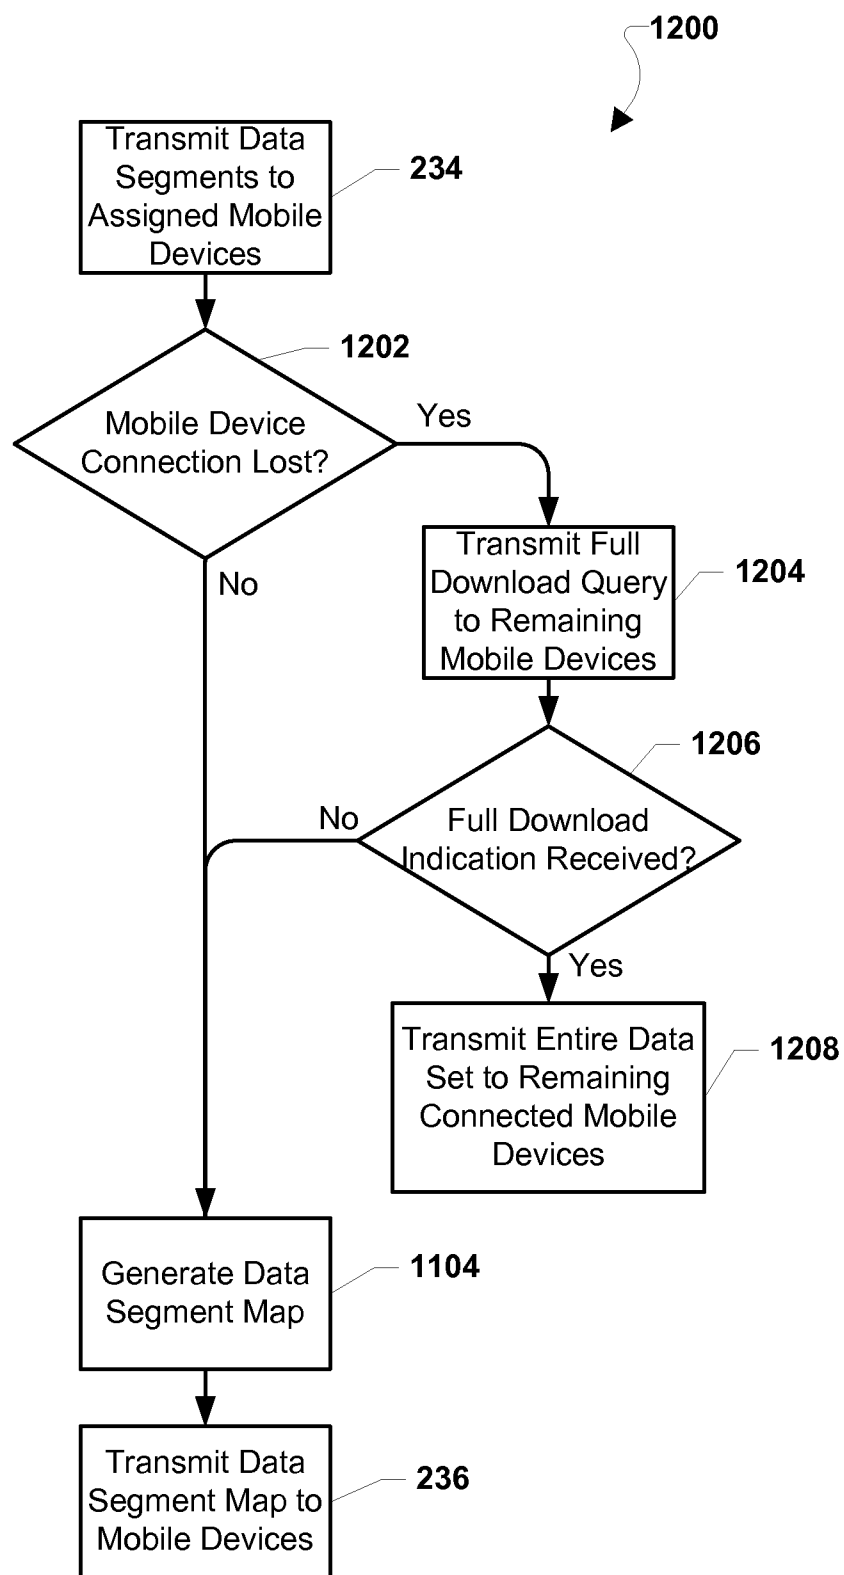 1200
Transmit Data
Segments to
Assigned Mobile
Devices
234
1202
Mobile Device
Connection Lost?
Yes
No
Transmit Full
Download Query
to Remaining
Mobile Devices
1204
1206
Full Download
Indication Received?
No
Yes
Transmit Entire Data
Set to Remaining
Connected Mobile
Devices
1208
Generate Data
Segment Map
1104
Transmit Data
Segment Map to
Mobile Devices
236